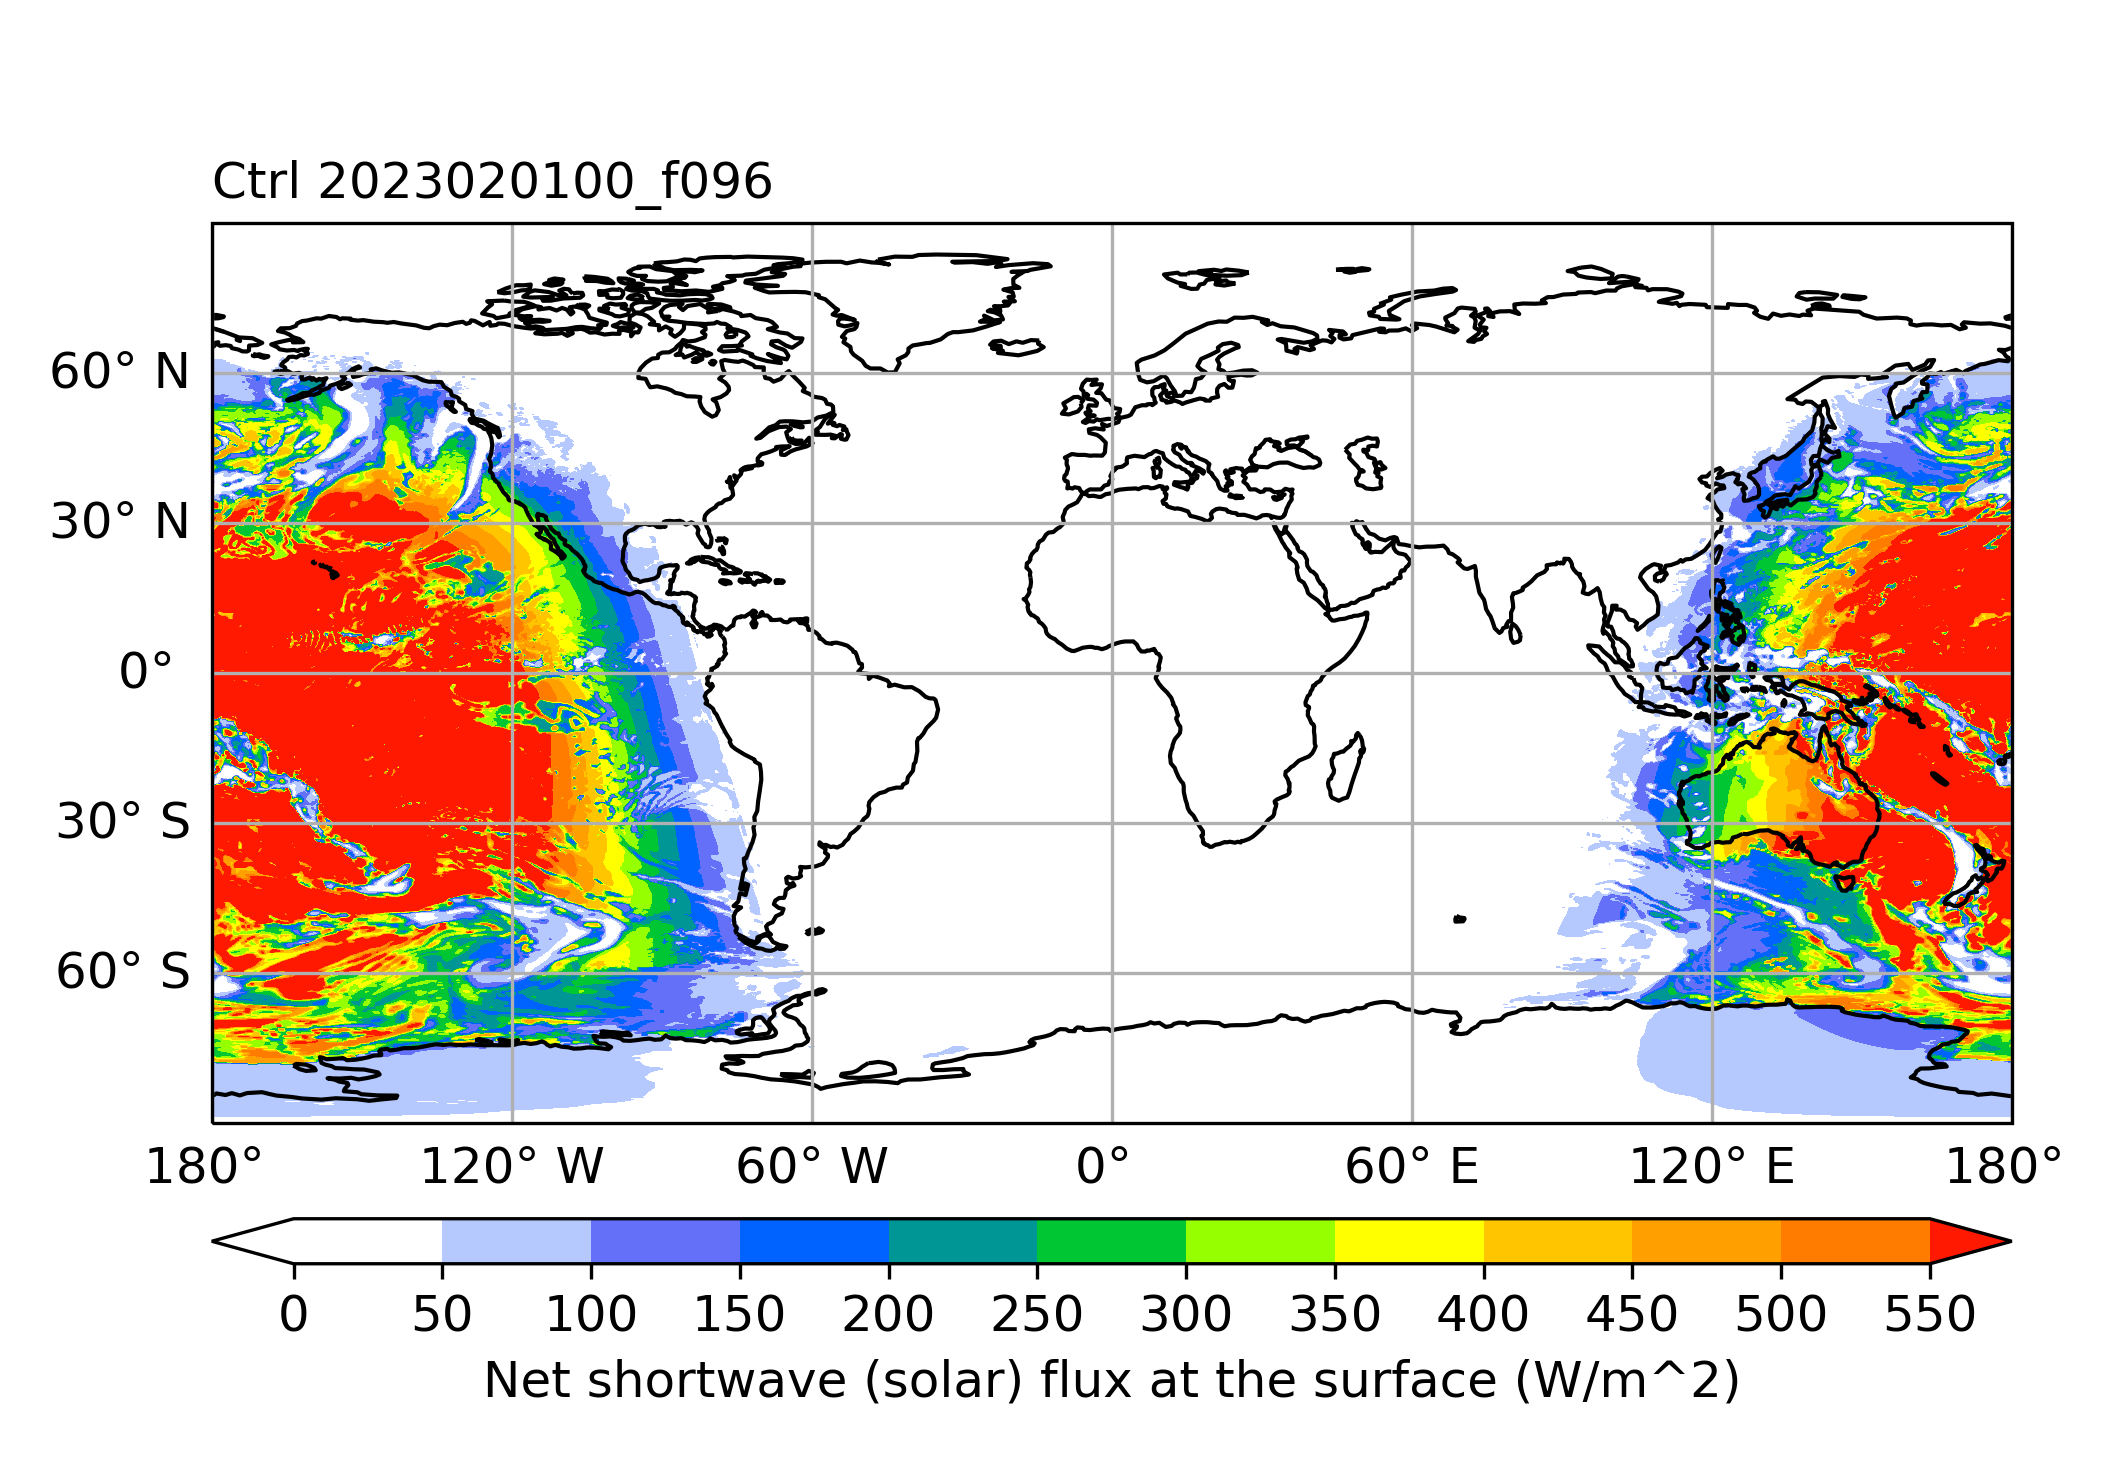 Ctrl 2023020100_f096
60° N
30° N
0°
30° S
60° S
180° 120° W 60° W 0° 60° E 120° E 180°
0 50 100 150 200 250 300 350 400 450 500 550
Net shortwave (solar) flux at the surface (W/m^2)